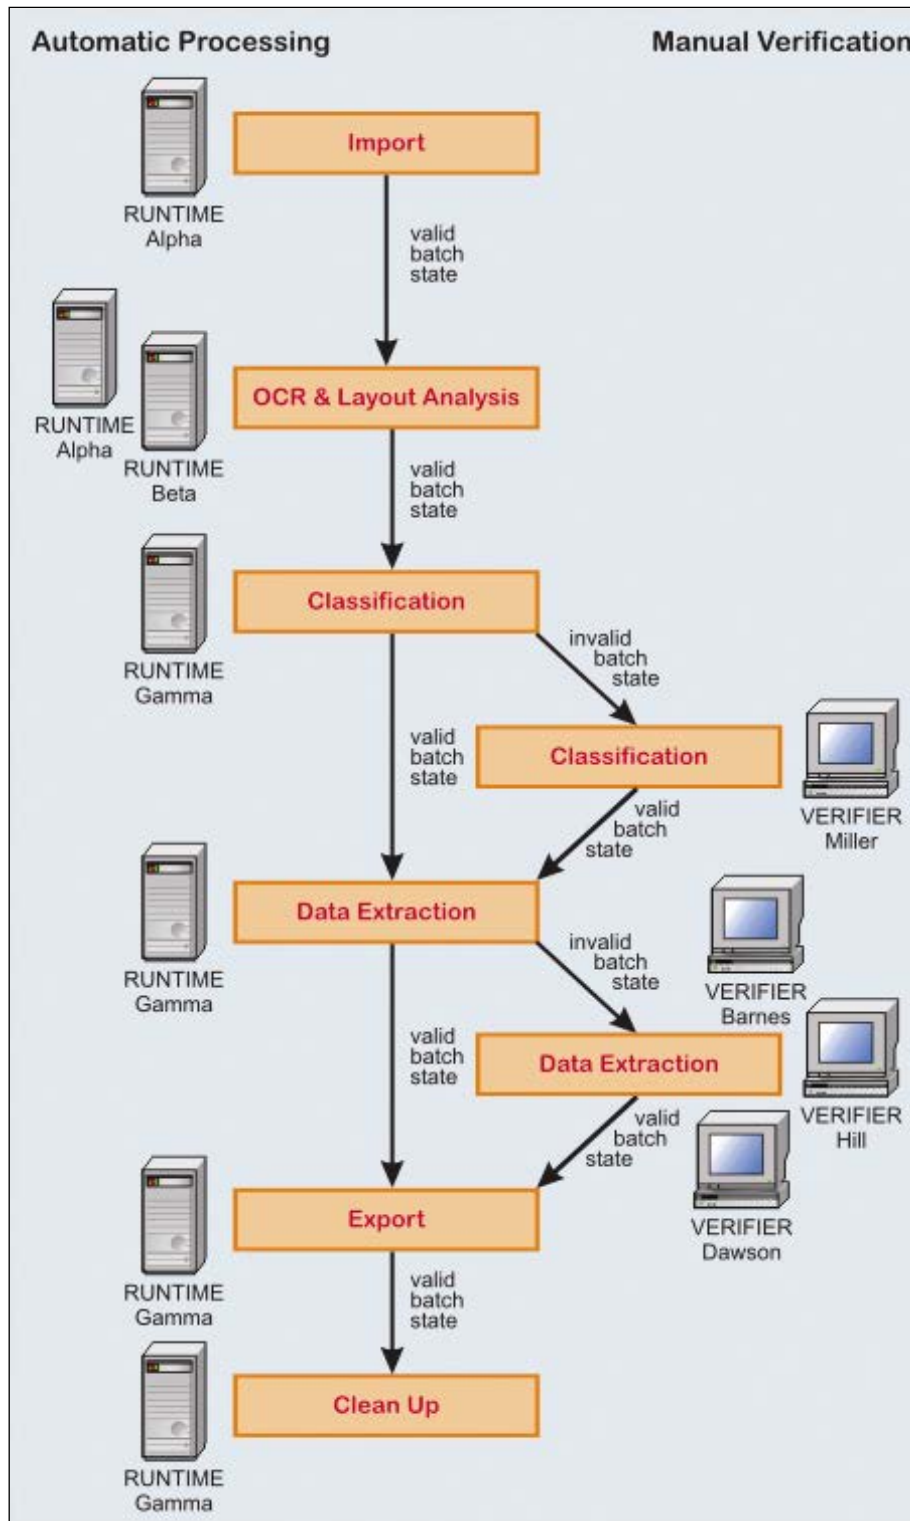 Automatic Processing
Manual Verification
Import
RUNTIME
Alpha
valid
batch
state
RUNTIME
Alpha
RUNTIME
Beta
OCR & Layout Analysis
valid
batch
state
Classification
RUNTIME
Gamma
invalid
batch
state
valid
batch
state
Classification
VERIFIER
Miller
valid
batch
state
Data Extraction
RUNTIME
Gamma
invalid
batch
state
VERIFIER
Barnes
valid
batch
state
Data Extraction
VERIFIER
Hill
valid
batch
state
VERIFIER
Dawson
Export
RUNTIME
Gamma
valid
batch
state
Clean Up
RUNTIME
Gamma